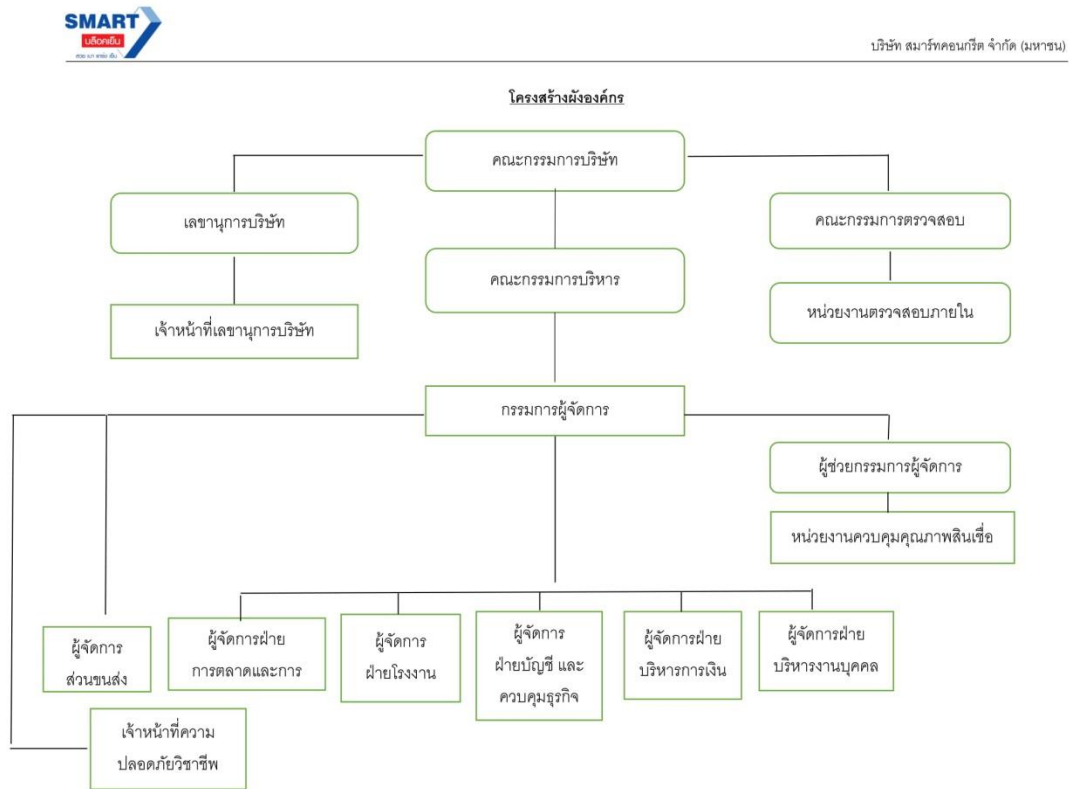 SMART
บล็อกเย็น
สวย เบา แกร่ง เย็น
บริษัท สมาร์ทคอนกรีต จำกัด (มหาชน)
โครงสร้างผังองค์กร
คณะกรรมการบริษัท
เลขานุการบริษัท
คณะกรรมการตรวจสอบ
คณะกรรมการบริหาร
เจ้าหน้าที่เลขานุการบริษัท
หน่วยงานตรวจสอบภายใน
กรรมการผู้จัดการ
ผู้ช่วยกรรมการผู้จัดการ
หน่วยงานควบคุมคุณภาพสินเชื่อ
ผู้จัดการ
ส่วนขนส่ง
ผู้จัดการฝ่าย
การตลาดและการ
ผู้จัดการ
ฝ่ายโรงงาน
ผู้จัดการ
ฝ่ายบัญชี และ
ควบคุมธุรกิจ
ผู้จัดการฝ่าย
บริหารการเงิน
ผู้จัดการฝ่าย
บริหารงานบุคคล
เจ้าหน้าที่ความ
ปลอดภัยวิชาชีพ